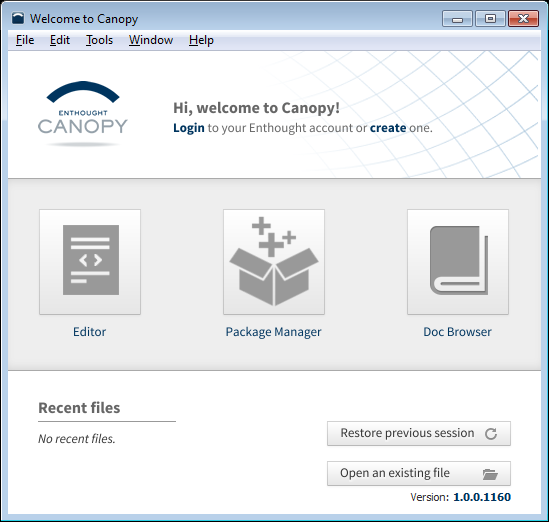 Welcome to Canopy
File Edit Tools Window Help
ENTHOUGHT
CANOPY
Hi, welcome to Canopy!
Login to your Enthought account or create one.
Editor
Package Manager
Doc Browser
Recent files
No recent files.
Restore previous session
Open an existing file
Version: 1.0.0.1160